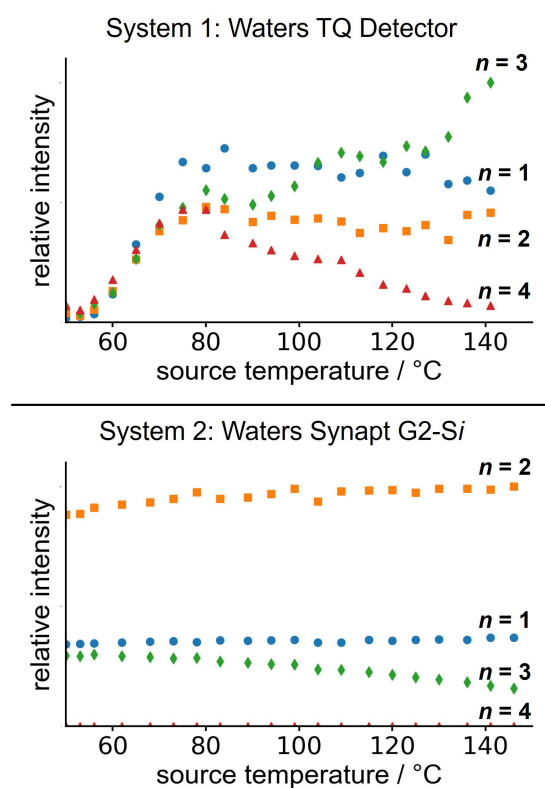 System 1: Waters TQ Detector
relative intensity
n = 3
n = 1
n = 2
n = 4
60 80 100 120 140
source temperature / °C
System 2: Waters Synapt G2-Si
relative intensity
n = 2
n = 1
n = 3
n = 4
60 80 100 120 140
source temperature / °C